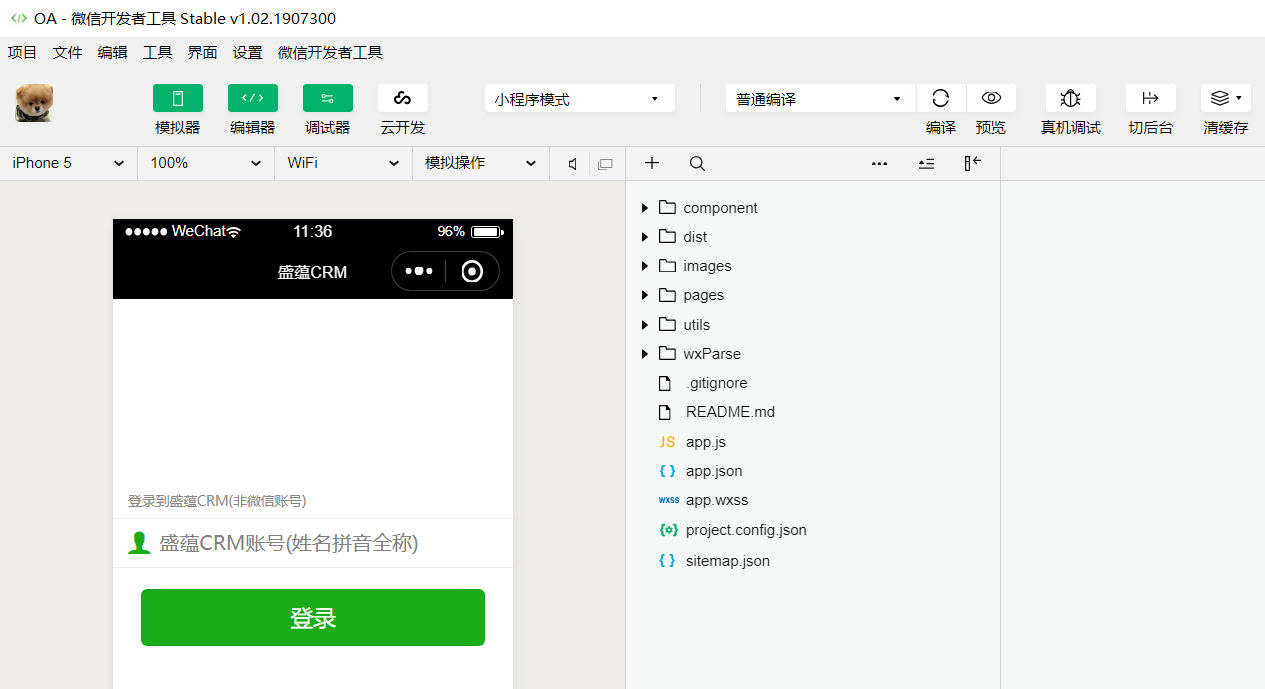 OA - 微信开发者工具 Stable v1.02.1907300
项目 文件 编辑 工具 界面 设置 微信开发者工具
小程序模式 普通编译
模拟器 编辑器 调试器 云开发 编译 预览 真机调试 切后台 清缓存
iPhone 5 100% WiFi 模拟操作
WeChat 11:36 96%
盛蕴CRM
登录到盛蕴CRM(非微信账号)
盛蕴CRM账号(姓名拼音全称)
登录
component
dist
images
pages
utils
wxParse
.gitignore
README.md
JS app.js
{ } app.json
wxss app.wxss
project.config.json
{ } sitemap.json